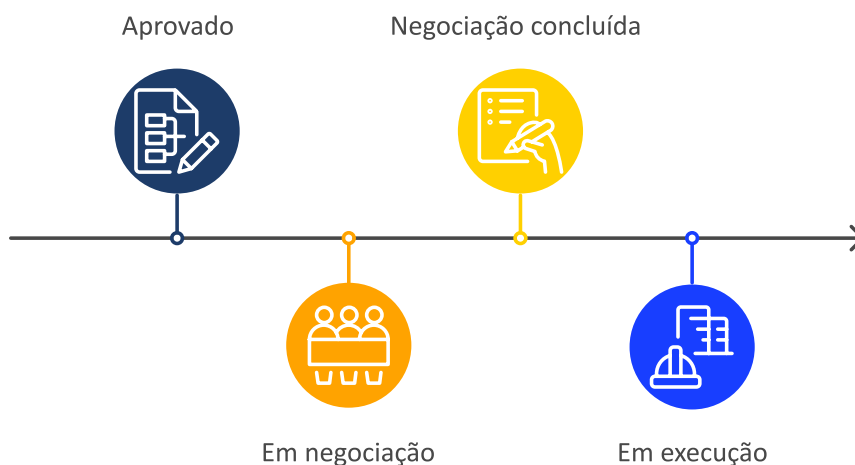 Aprovado
Negociação concluída
Em negociação
Em execução